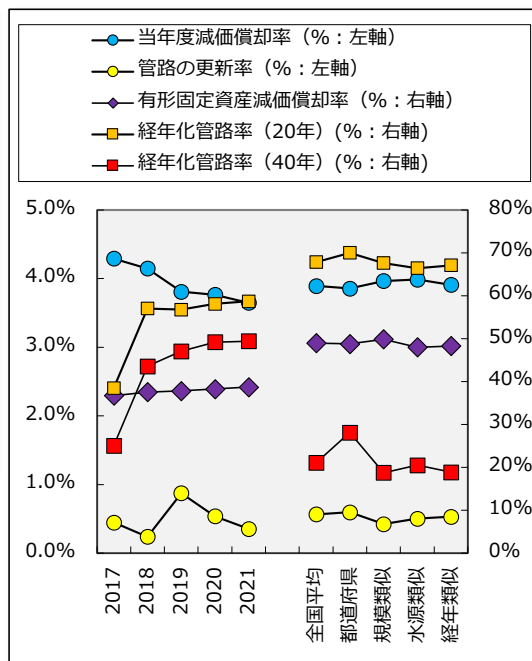 当年度減価償却率（%：左軸）
管路の更新率（%：左軸）
有形固定資産減価償却率（%：右軸）
経年化管路率（20年）(%：右軸)
経年化管路率（40年）(%：右軸)
5.0%
4.0%
3.0%
2.0%
1.0%
0.0%
80%
70%
60%
50%
40%
30%
20%
10%
0%
2017
2018
2019
2020
2021
全国平均
都道府県
規模類似
水源類似
経年類似